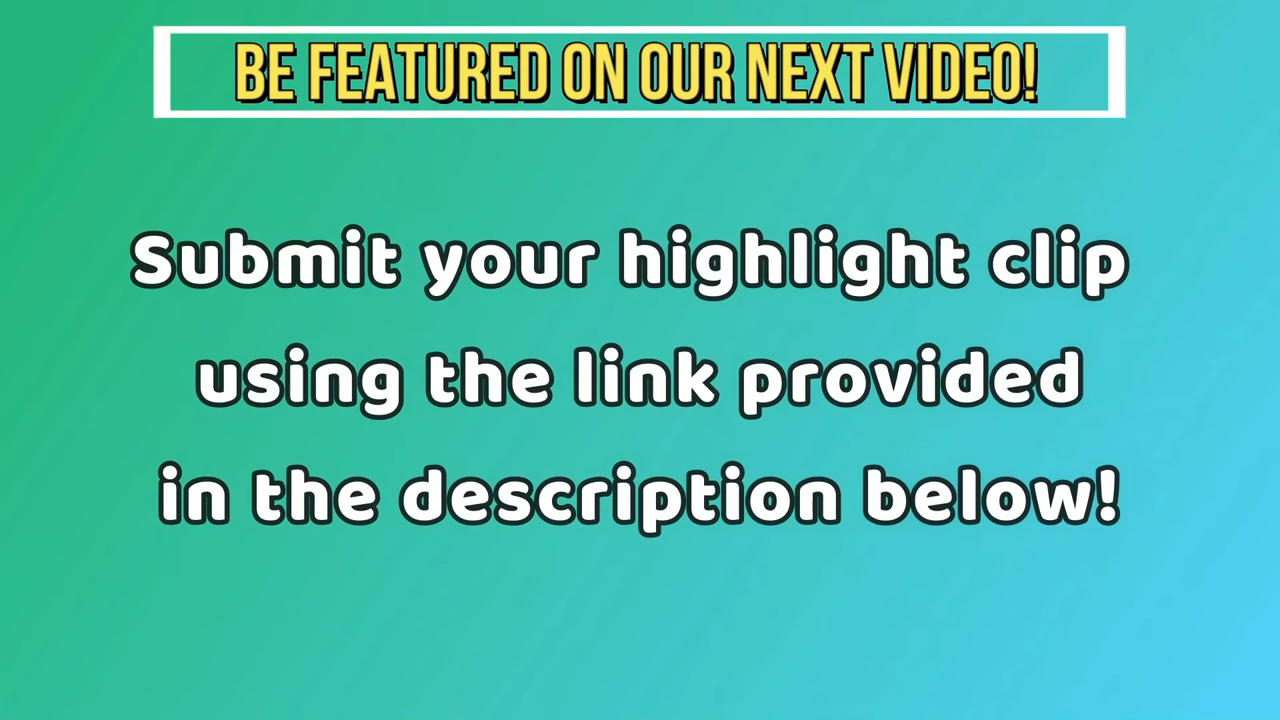 BE FEATURED ON OUR NEXT VIDEO!
Submit your highlight clip
using the link provided
in the description below!